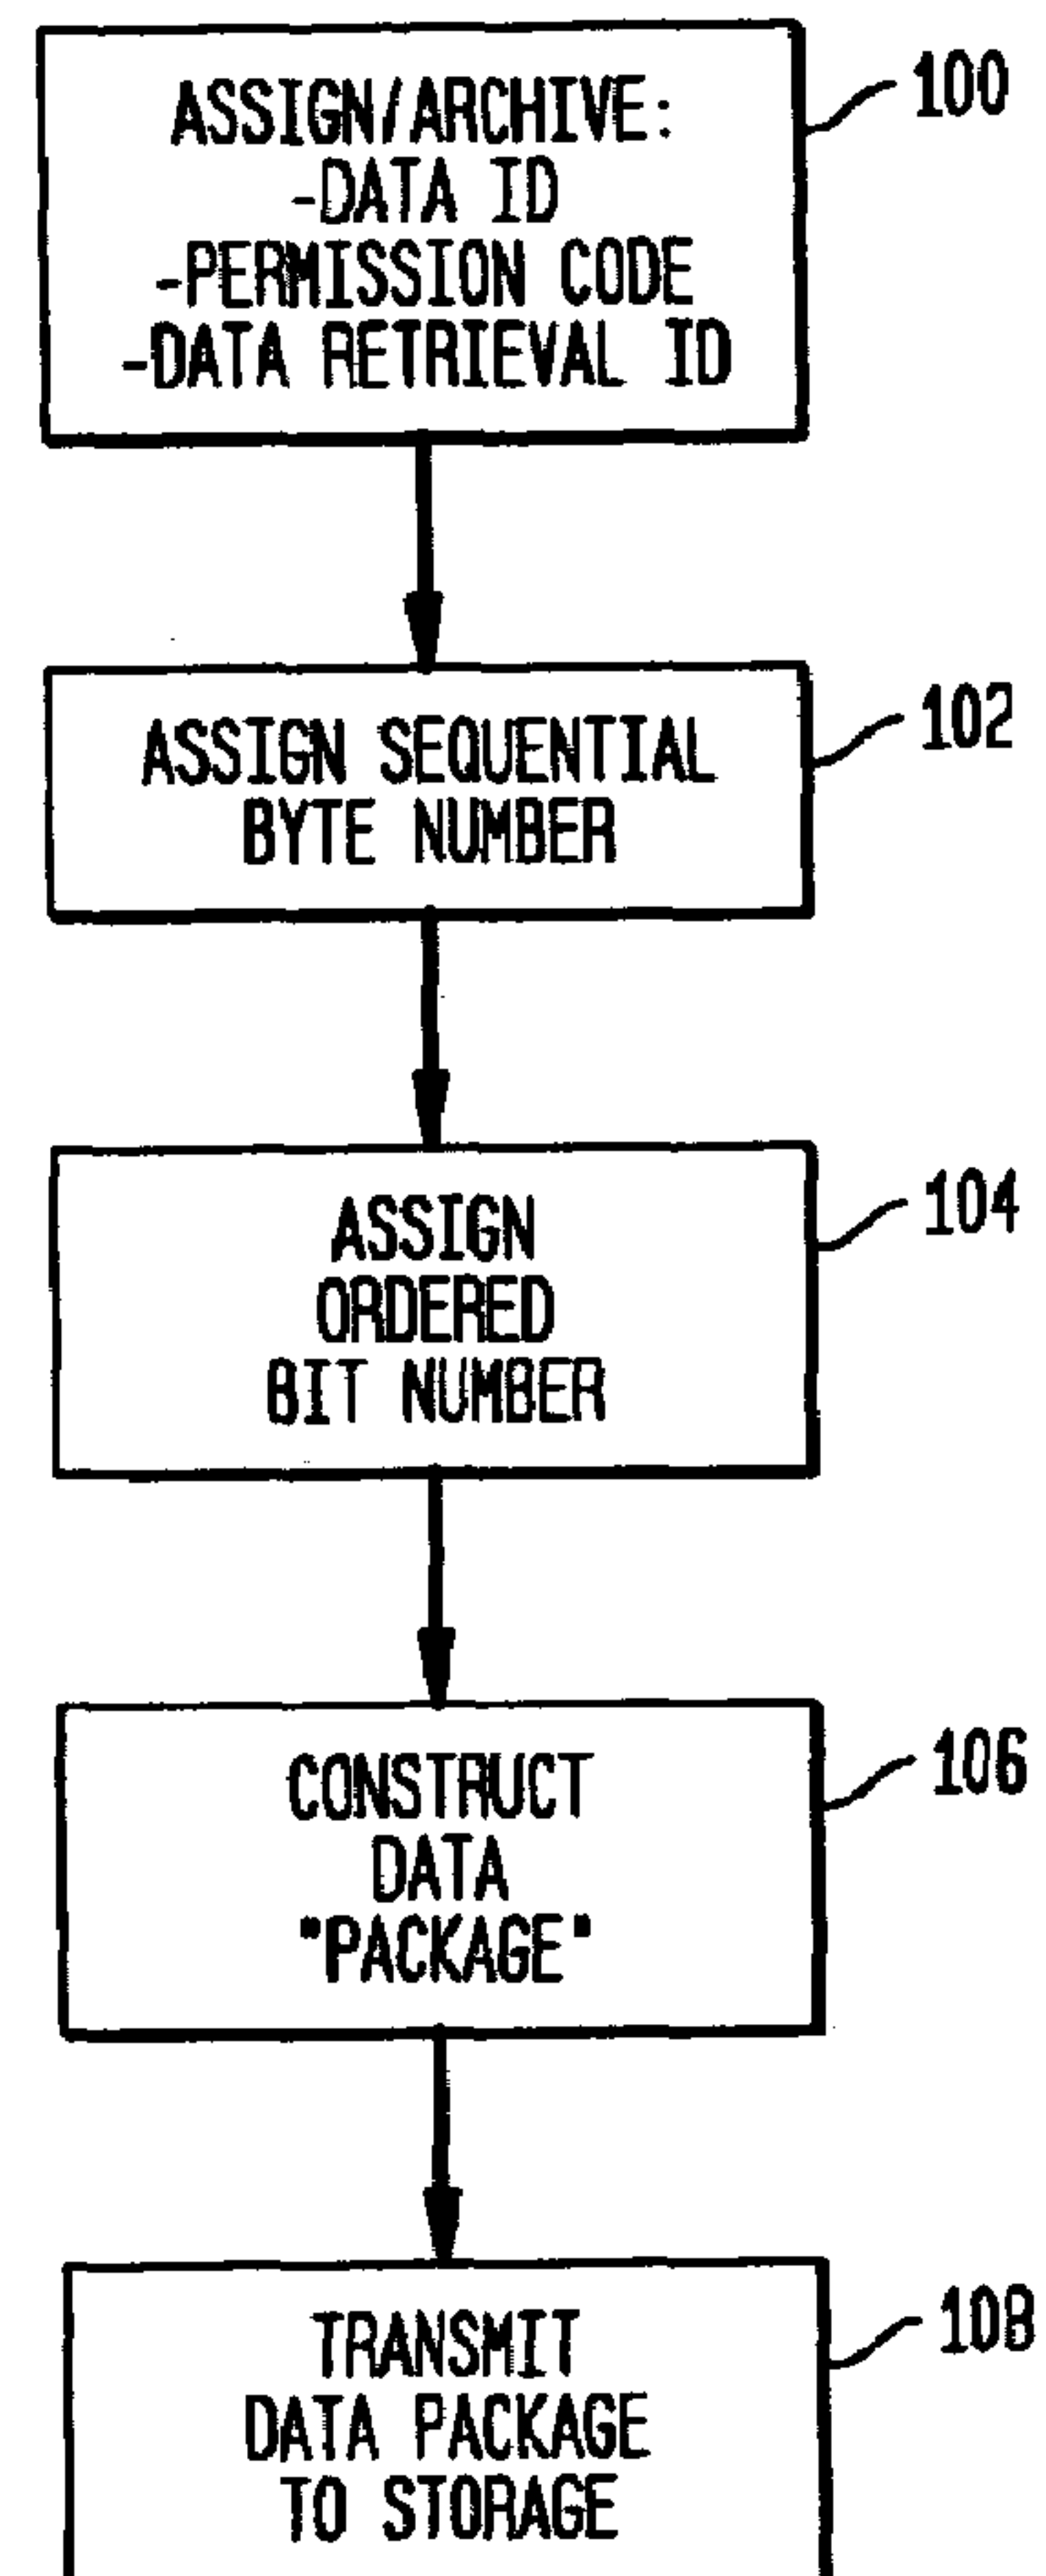 ASSIGN/ARCHIVE:
-DATA ID
-PERMISSION CODE
-DATA RETRIEVAL ID
100
ASSIGN SEQUENTIAL
BYTE NUMBER
102
ASSIGN
ORDERED
BIT NUMBER
104
CONSTRUCT
DATA
"PACKAGE"
106
TRANSMIT
DATA PACKAGE
TO STORAGE
108